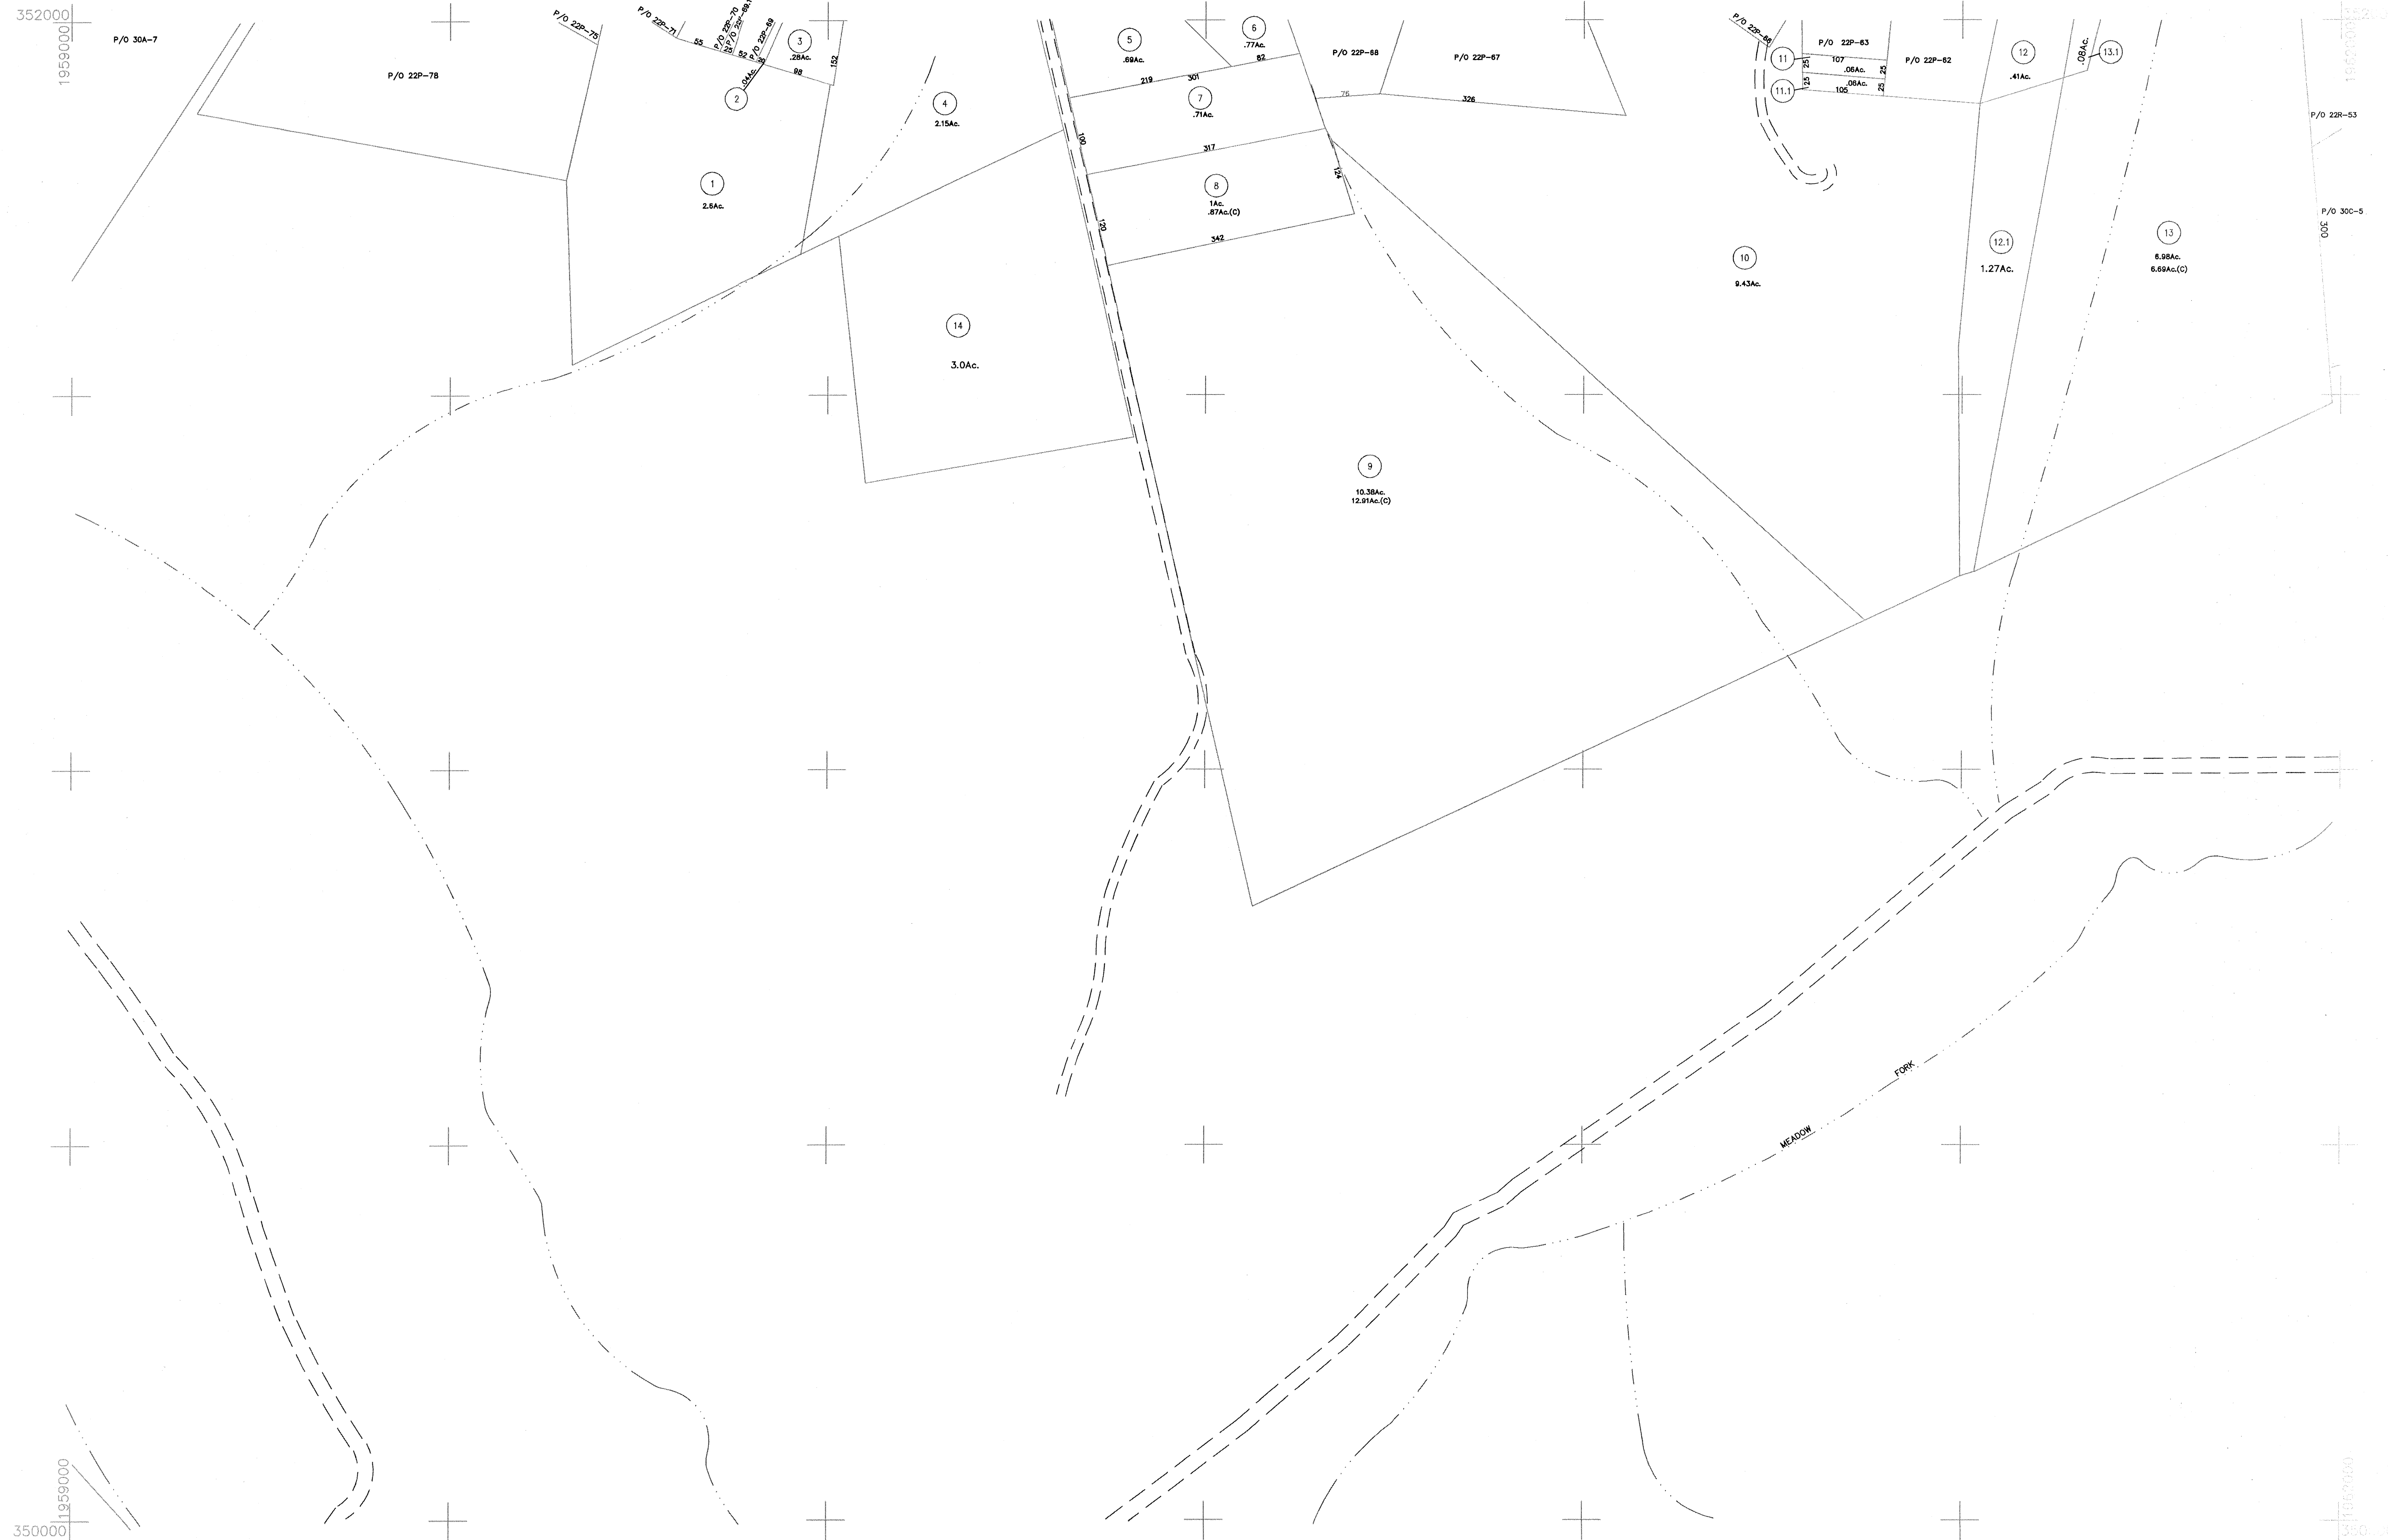 352000
1959000
P/O 30A-7
P/O 22P-78
P/O 22P-75
P/O 22P-71
55
P/O 22P-70
25
52
P/O 22P-69
.04Ac.
2
3
.28Ac.
98
152
1
2.6Ac.
4
2.15Ac.
14
3.0Ac.
5
.69Ac.
6
.77Ac.
219
301
82
7
.71Ac.
100
317
8
1Ac.
.87Ac.(C)
120
342
124
P/O 22P-68
P/O 22P-67
76
326
9
10.38Ac.
12.91Ac.(C)
10
9.43Ac.
P/O 22P-63
11
25
107
.06Ac.
25
11.1
.06Ac.
105
25
P/O 22P-62
12
.41Ac.
.08Ac.
13.1
12.1
1.27Ac.
13
6.98Ac.
6.69Ac.(C)
P/O 22R-53
P/O 30C-5
300
FORK
MEADOW
1959000
350000